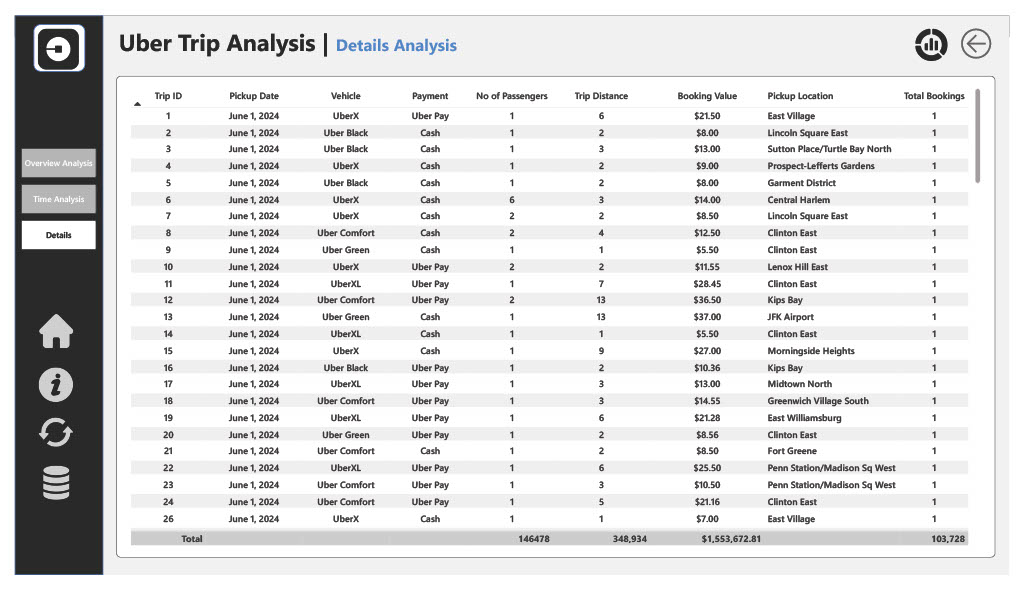 Uber Trip Analysis | Details Analysis
Overview Analysis
Time Analysis
Details
Trip ID Pickup Date Vehicle Payment No of Passengers Trip Distance Booking Value Pickup Location Total Bookings
1 June 1, 2024 UberX Uber Pay 1 6 $21.50 East Village 1
2 June 1, 2024 Uber Black Cash 1 2 $8.00 Lincoln Square East 1
3 June 1, 2024 Uber Black Cash 1 3 $13.00 Sutton Place/Turtle Bay North 1
4 June 1, 2024 UberX Cash 1 2 $9.00 Prospect-Lefferts Gardens 1
5 June 1, 2024 Uber Black Cash 1 2 $8.00 Garment District 1
6 June 1, 2024 UberX Cash 6 3 $14.00 Central Harlem 1
7 June 1, 2024 UberX Cash 2 2 $8.50 Lincoln Square East 1
8 June 1, 2024 Uber Comfort Cash 2 4 $12.50 Clinton East 1
9 June 1, 2024 Uber Green Cash 1 1 $5.50 Clinton East 1
10 June 1, 2024 UberX Uber Pay 2 2 $11.55 Lenox Hill East 1
11 June 1, 2024 UberXL Uber Pay 1 7 $28.45 Clinton East 1
12 June 1, 2024 Uber Comfort Uber Pay 2 13 $36.50 Kips Bay 1
13 June 1, 2024 Uber Green Cash 1 13 $37.00 JFK Airport 1
14 June 1, 2024 UberXL Cash 1 1 $5.50 Clinton East 1
15 June 1, 2024 UberX Cash 1 9 $27.00 Morningside Heights 1
16 June 1, 2024 Uber Black Uber Pay 1 2 $10.36 Kips Bay 1
17 June 1, 2024 UberXL Uber Pay 1 3 $13.00 Midtown North 1
18 June 1, 2024 Uber Comfort Uber Pay 1 3 $14.55 Greenwich Village South 1
19 June 1, 2024 UberXL Uber Pay 1 6 $21.28 East Williamsburg 1
20 June 1, 2024 Uber Green Uber Pay 1 2 $8.56 Clinton East 1
21 June 1, 2024 Uber Comfort Cash 1 2 $8.50 Fort Greene 1
22 June 1, 2024 UberXL Uber Pay 1 6 $25.50 Penn Station/Madison Sq West 1
23 June 1, 2024 Uber Comfort Uber Pay 1 3 $10.50 Penn Station/Madison Sq West 1
24 June 1, 2024 Uber Comfort Uber Pay 1 5 $21.16 Clinton East 1
26 June 1, 2024 UberX Cash 1 1 $7.00 East Village 1
Total 146478 348,934 $1,553,672.81 103,728